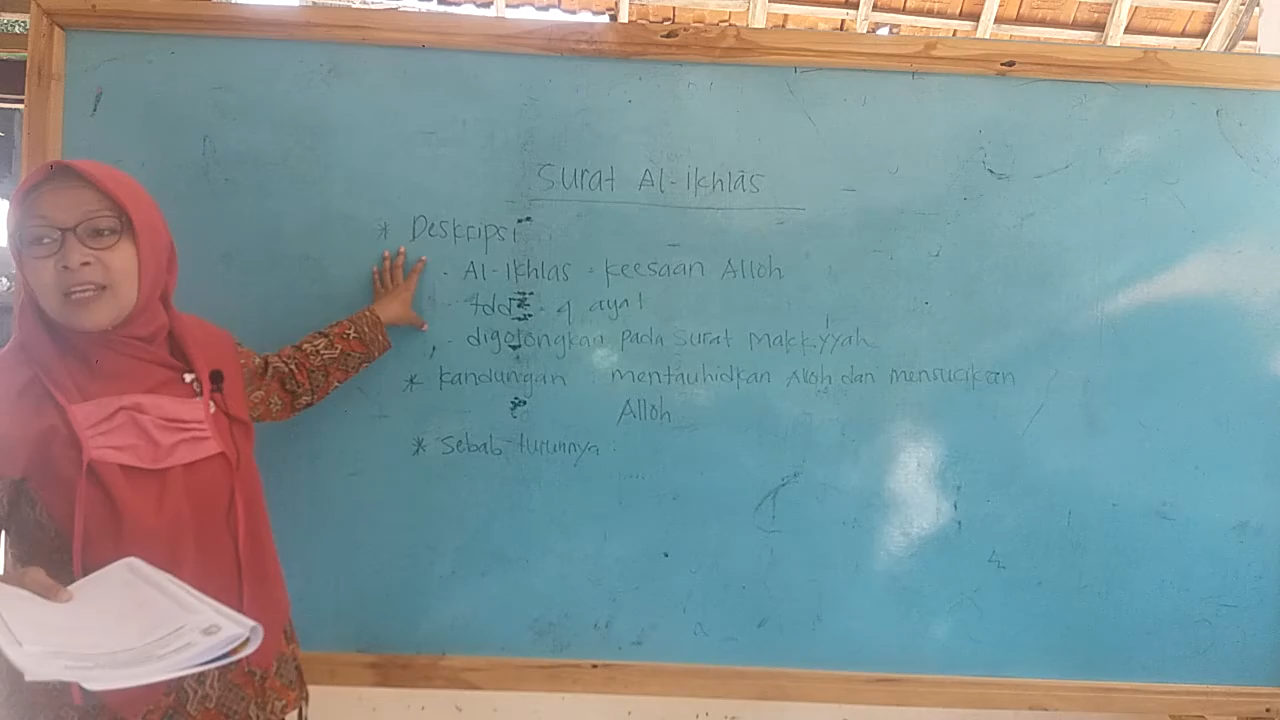 Surat Al-Ikhlas
* Deskripsi
- Al-Ikhlas = keesaan Alloh
- tdd 4 ayat
- digolongkan pada surat Makkiyyah
* Kandungan : mentauhidkan Alloh dan mensucikan
Alloh
* Sebab turunnya :